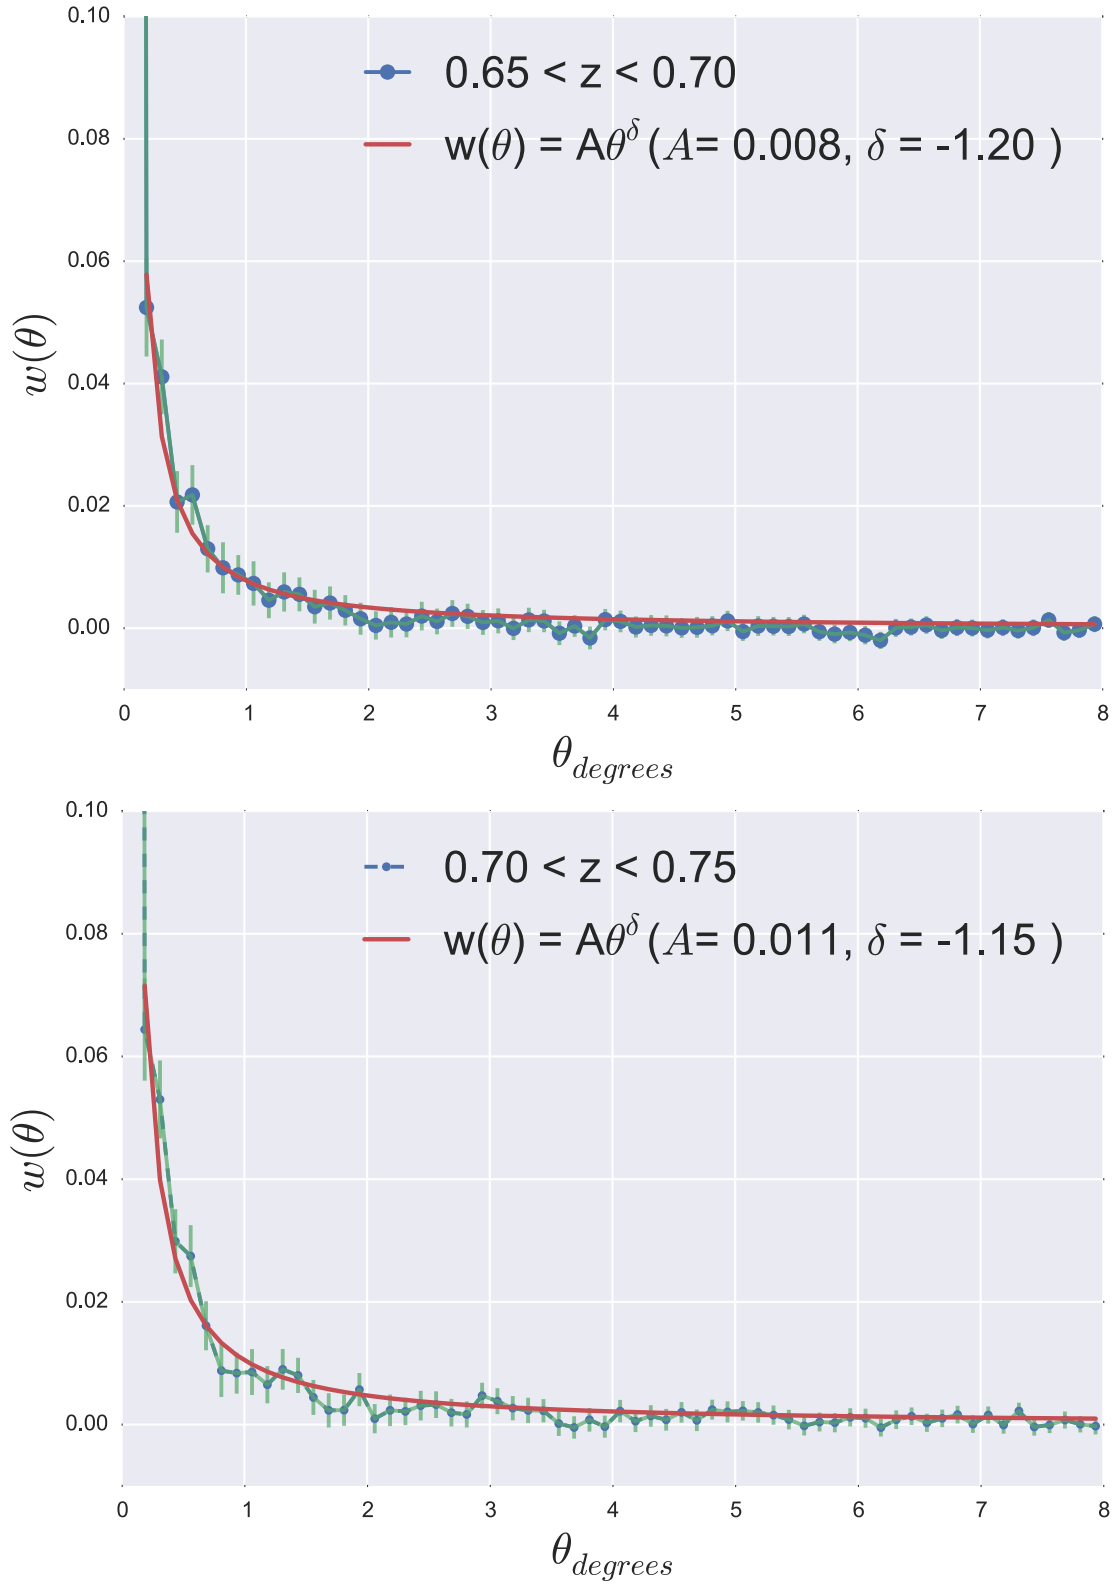 0.10
0.65 < z < 0.70
0.08
w(θ) = Aθ^δ (A= 0.008, δ = -1.20 )
0.06
w(θ)
0.04
0.02
0.00
0 1 2 3 4 5 6 7 8
θ_degrees
0.10
0.70 < z < 0.75
0.08
w(θ) = Aθ^δ (A= 0.011, δ = -1.15 )
0.06
w(θ)
0.04
0.02
0.00
0 1 2 3 4 5 6 7 8
θ_degrees